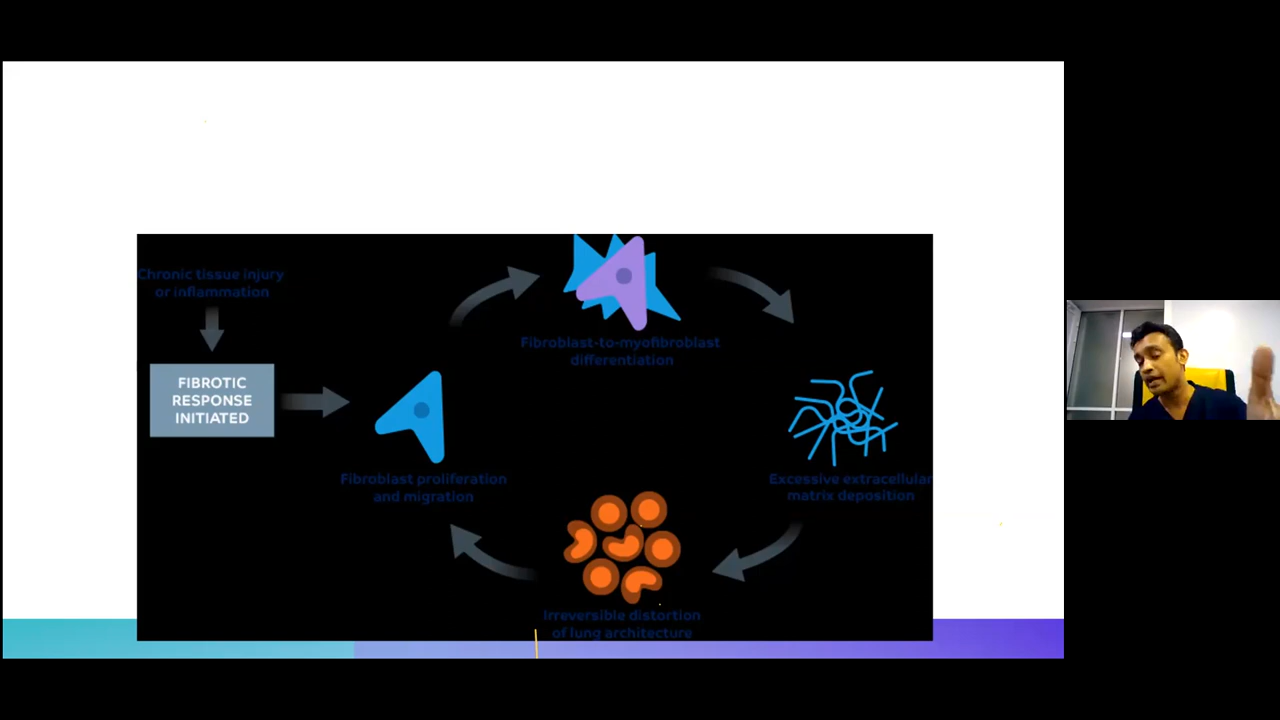 Chronic tissue injury
or inflammation
FIBROTIC
RESPONSE
INITIATED
Fibroblast proliferation
and migration
Fibroblast-to-myofibroblast
differentiation
Excessive extracellular
matrix deposition
Irreversible distortion
of lung architecture